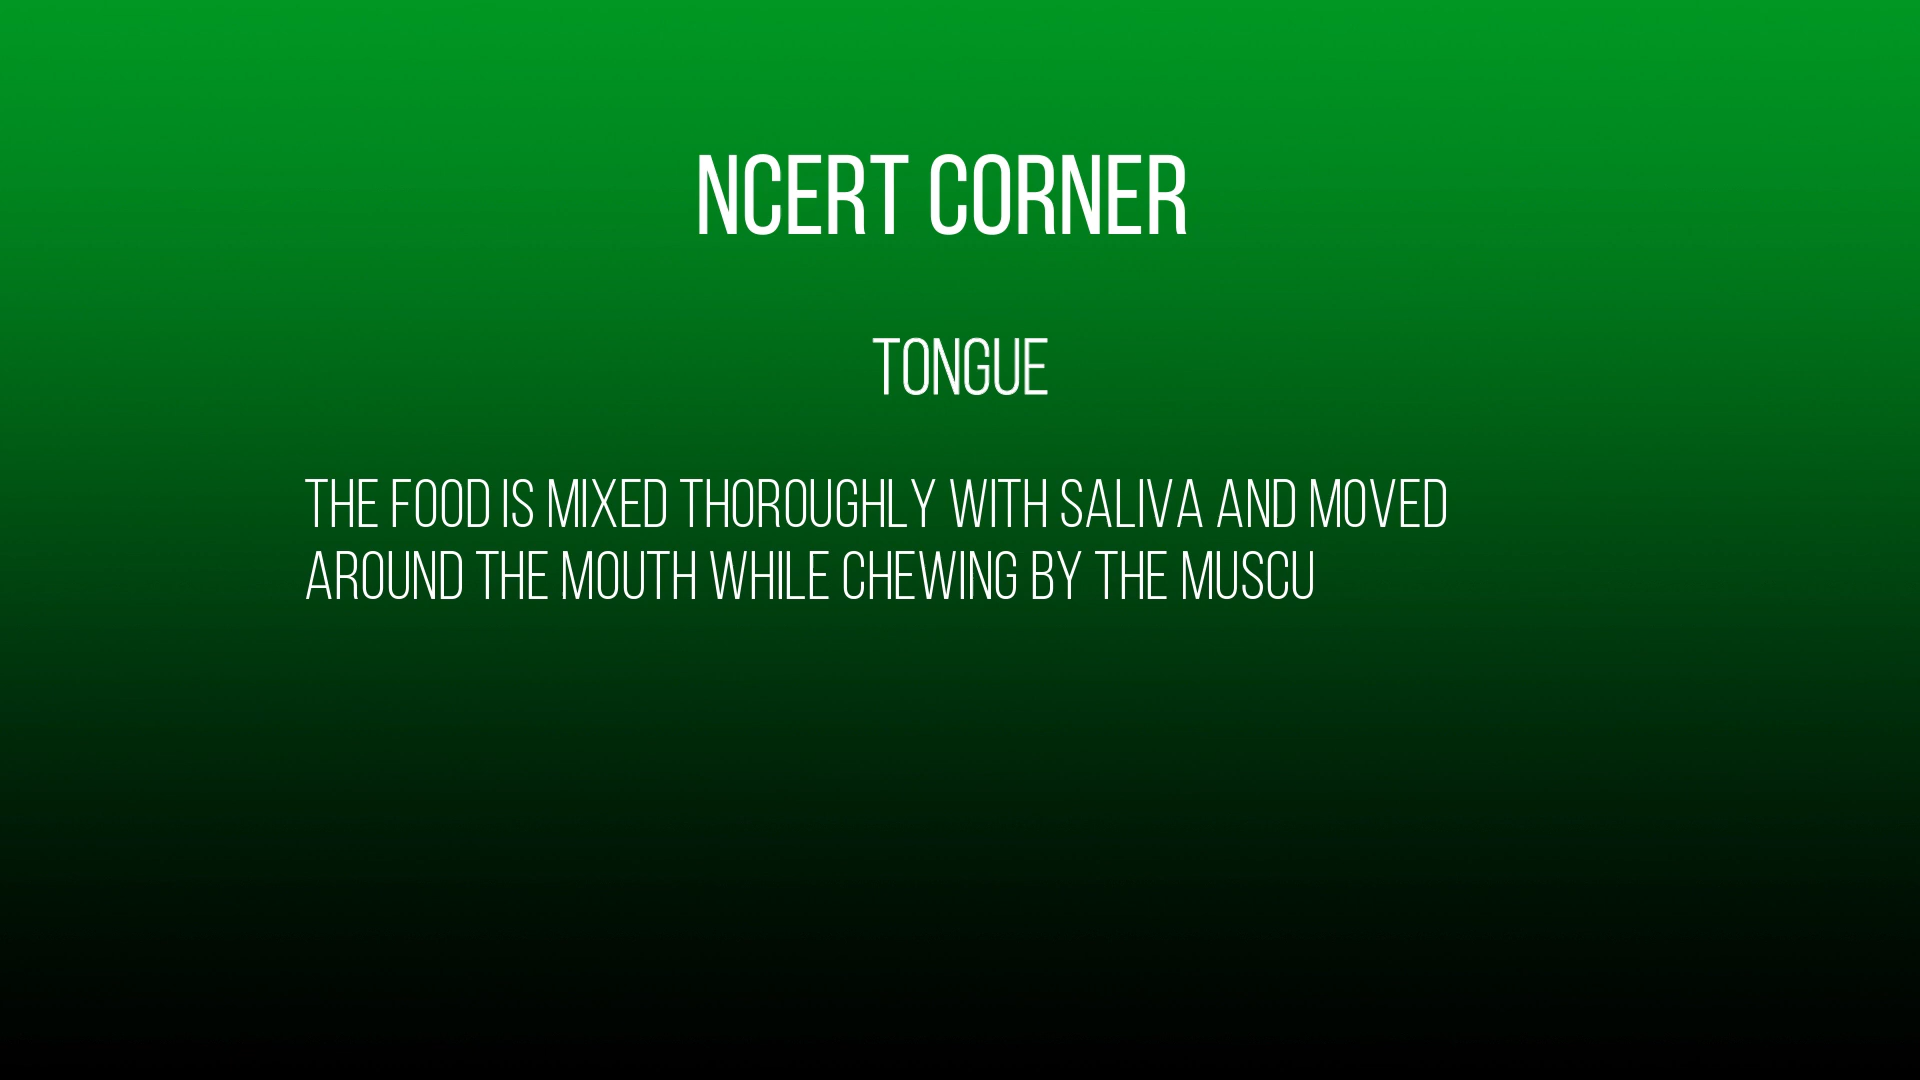 NCERT CORNER
TONGUE
THE FOOD IS MIXED THOROUGHLY WITH SALIVA AND MOVED
AROUND THE MOUTH WHILE CHEWING BY THE MUSCU